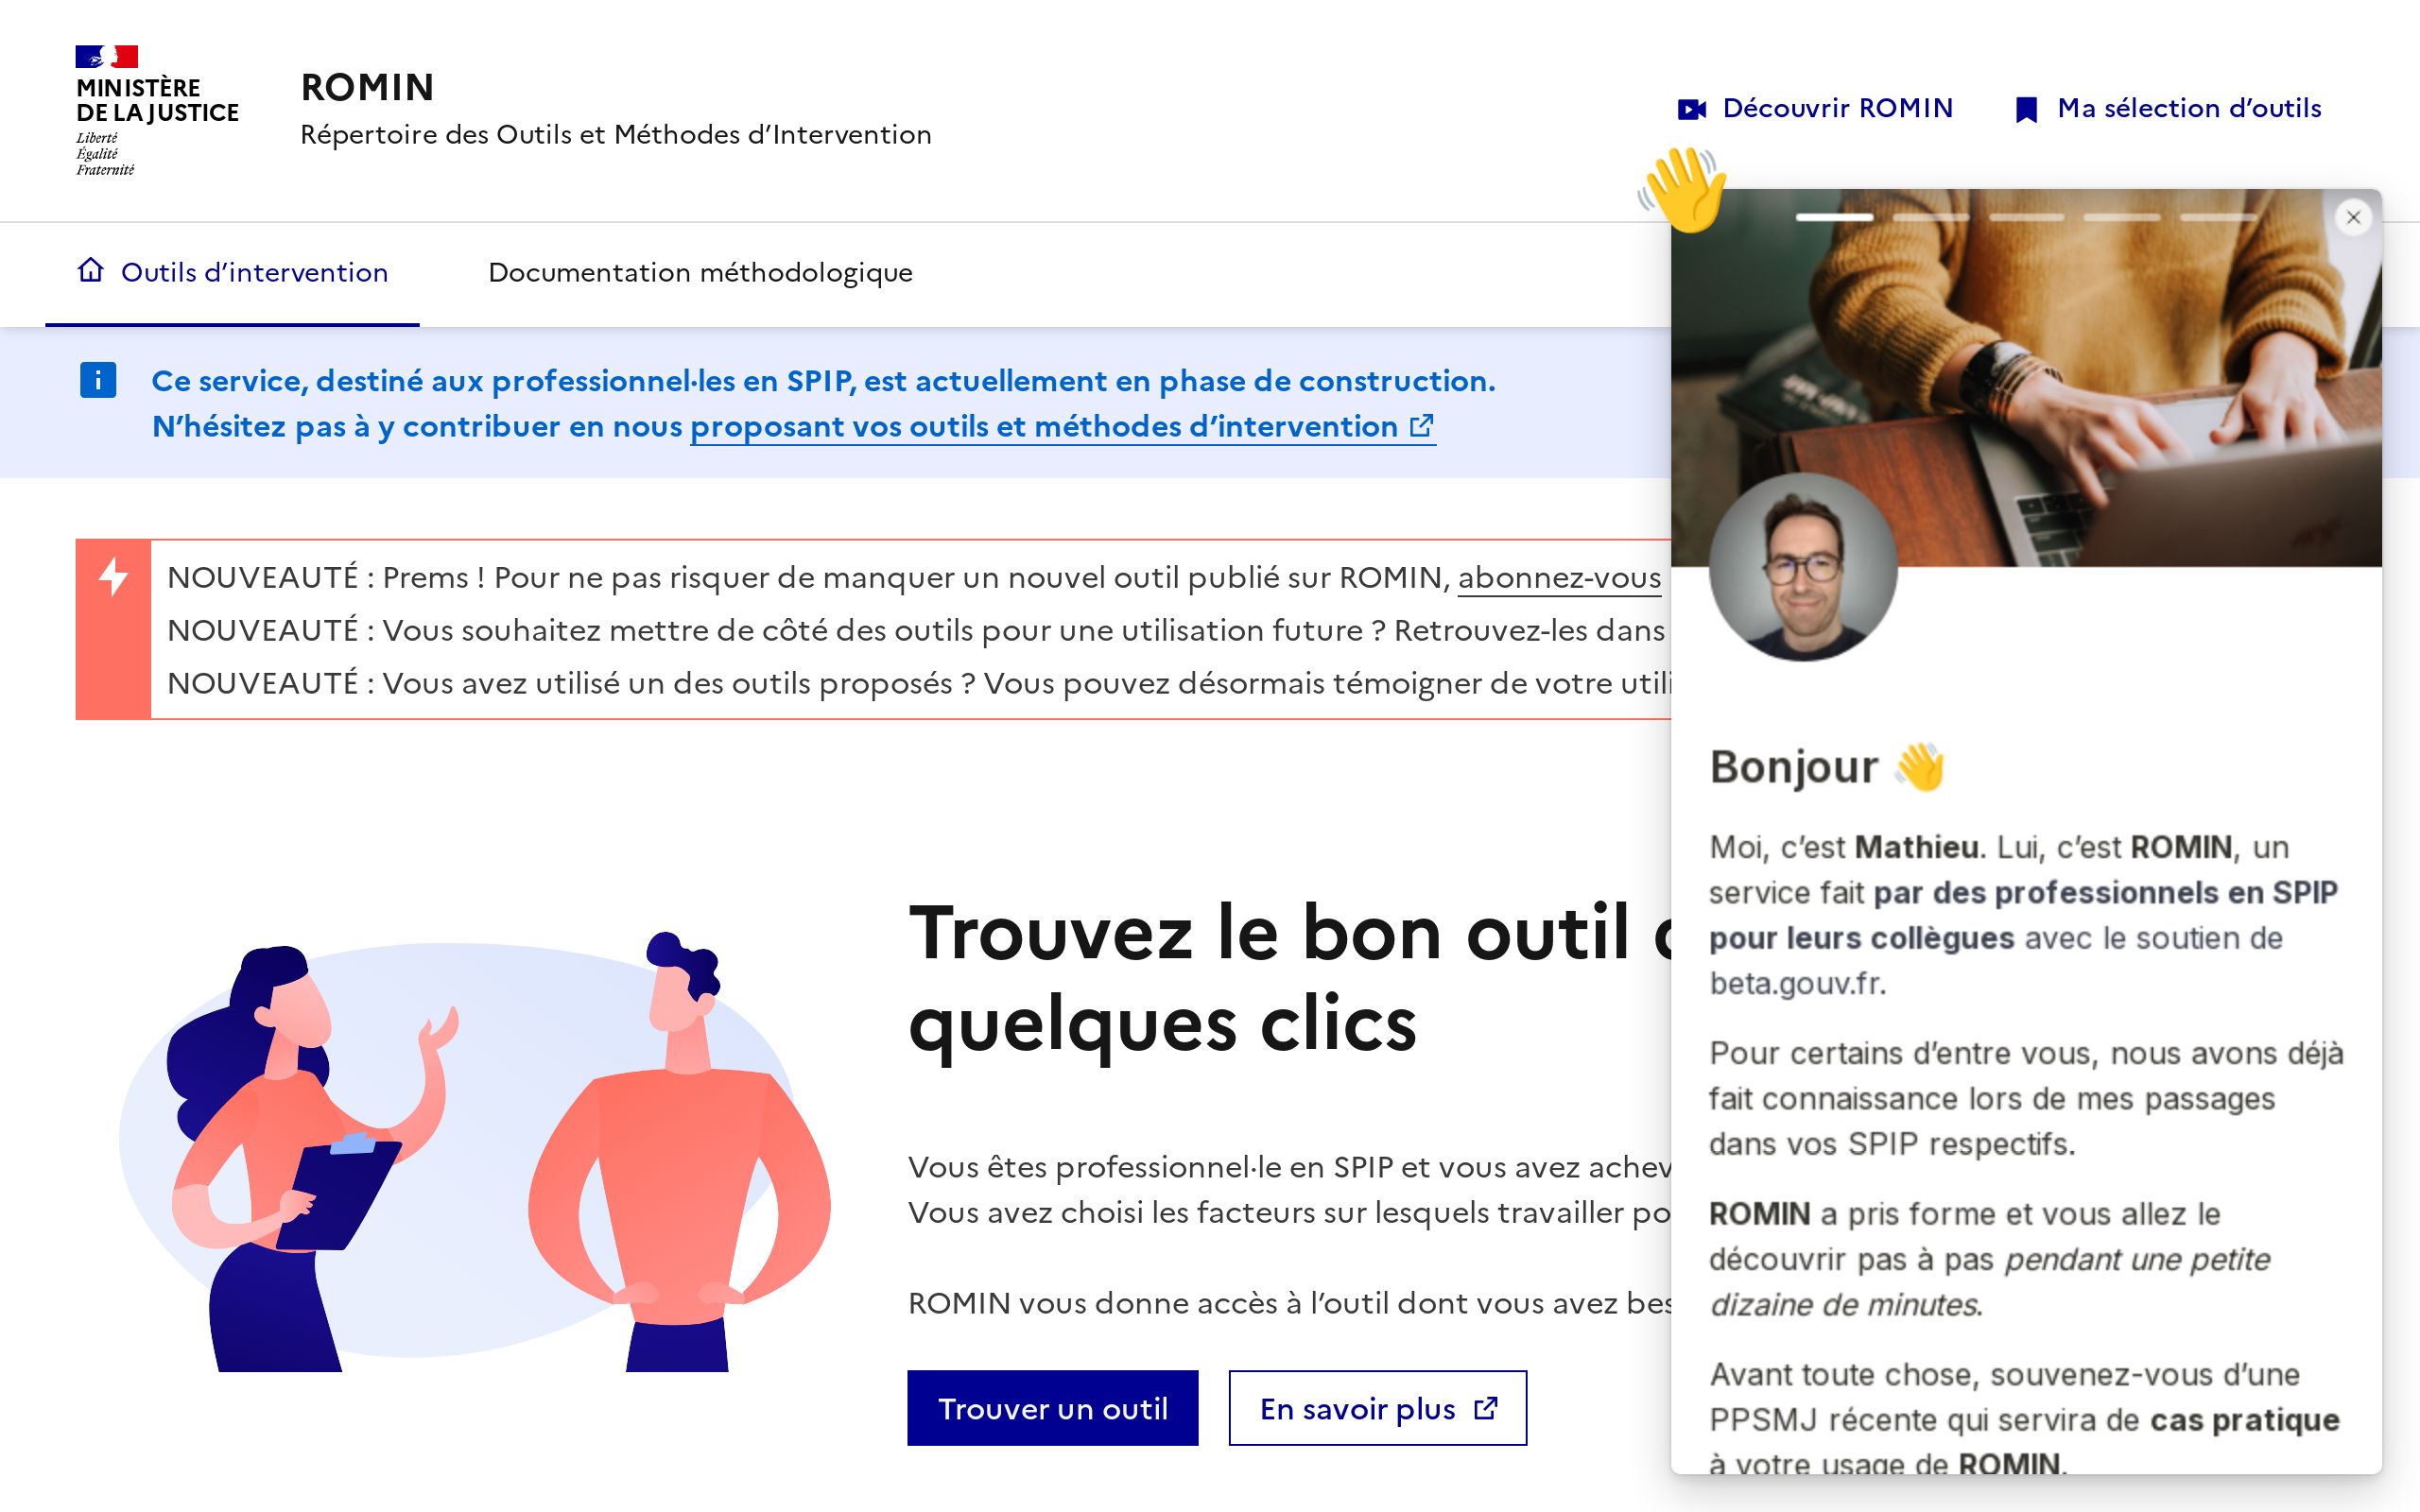 MINISTÈRE
DE LA JUSTICE
Liberté
Égalité
Fraternité
ROMIN
Répertoire des Outils et Méthodes d’Intervention
Découvrir ROMIN
Ma sélection d’outils
Outils d’intervention
Documentation méthodologique
Ce service, destiné aux professionnel·les en SPIP, est actuellement en phase de construction.
N’hésitez pas à y contribuer en nous proposant vos outils et méthodes d’intervention
NOUVEAUTÉ : Prems ! Pour ne pas risquer de manquer un nouvel outil publié sur ROMIN, abonnez-vous
NOUVEAUTÉ : Vous souhaitez mettre de côté des outils pour une utilisation future ? Retrouvez-les dans
NOUVEAUTÉ : Vous avez utilisé un des outils proposés ? Vous pouvez désormais témoigner de votre
Trouvez le bon outil
quelques clics
Vous êtes professionnel·le en SPIP et vous avez
Vous avez choisi les facteurs sur lesquels travailler
ROMIN vous donne accès à l’outil dont vous avez
Trouver un outil
En savoir plus
Bonjour 👋
Moi, c’est Mathieu. Lui, c’est ROMIN, un
service fait par des professionnels en SPIP
pour leurs collègues avec le soutien de
beta.gouv.fr.
Pour certains d’entre vous, nous avons déjà
fait connaissance lors de mes passages
dans vos SPIP respectifs.
ROMIN a pris forme et vous allez le
découvrir pas à pas pendant une petite
dizaine de minutes.
Avant toute chose, souvenez-vous d’une
PPSMJ récente qui servira de cas pratique
à votre usage de ROMIN.